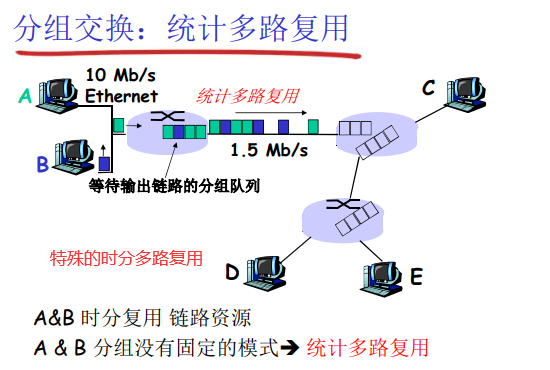 分组交换：统计多路复用
10 Mb/s
Ethernet
A
统计多路复用
C
B
1.5 Mb/s
等待输出链路的分组队列
特殊的时分多路复用
D
E
A&B 时分复用 链路资源
A & B 分组没有固定的模式➔ 统计多路复用